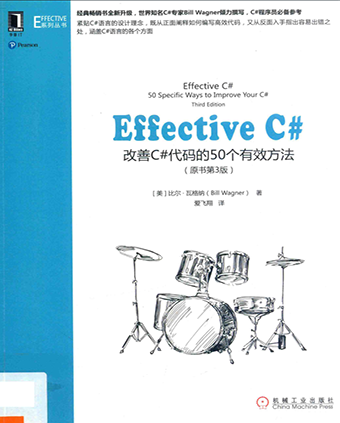 EFFECTIVE
系列丛书
Pearson
经典畅销书全新升级，世界知名C#专家Bill Wagner倾力撰写，C#程序员必备参考
紧贴C#语言的设计理念，既从正面阐释如何编写高效代码，又从反面入手指出容易出错之
处，涵盖C#语言的各个方面
Effective C#
50 Specific Ways to Improve Your C#
Third Edition
Effective C#
改善C#代码的50个有效方法
（原书第3版）
[美] 比尔·瓦格纳（Bill Wagner） 著
爱飞翔 译
机械工业出版社
China Machine Press